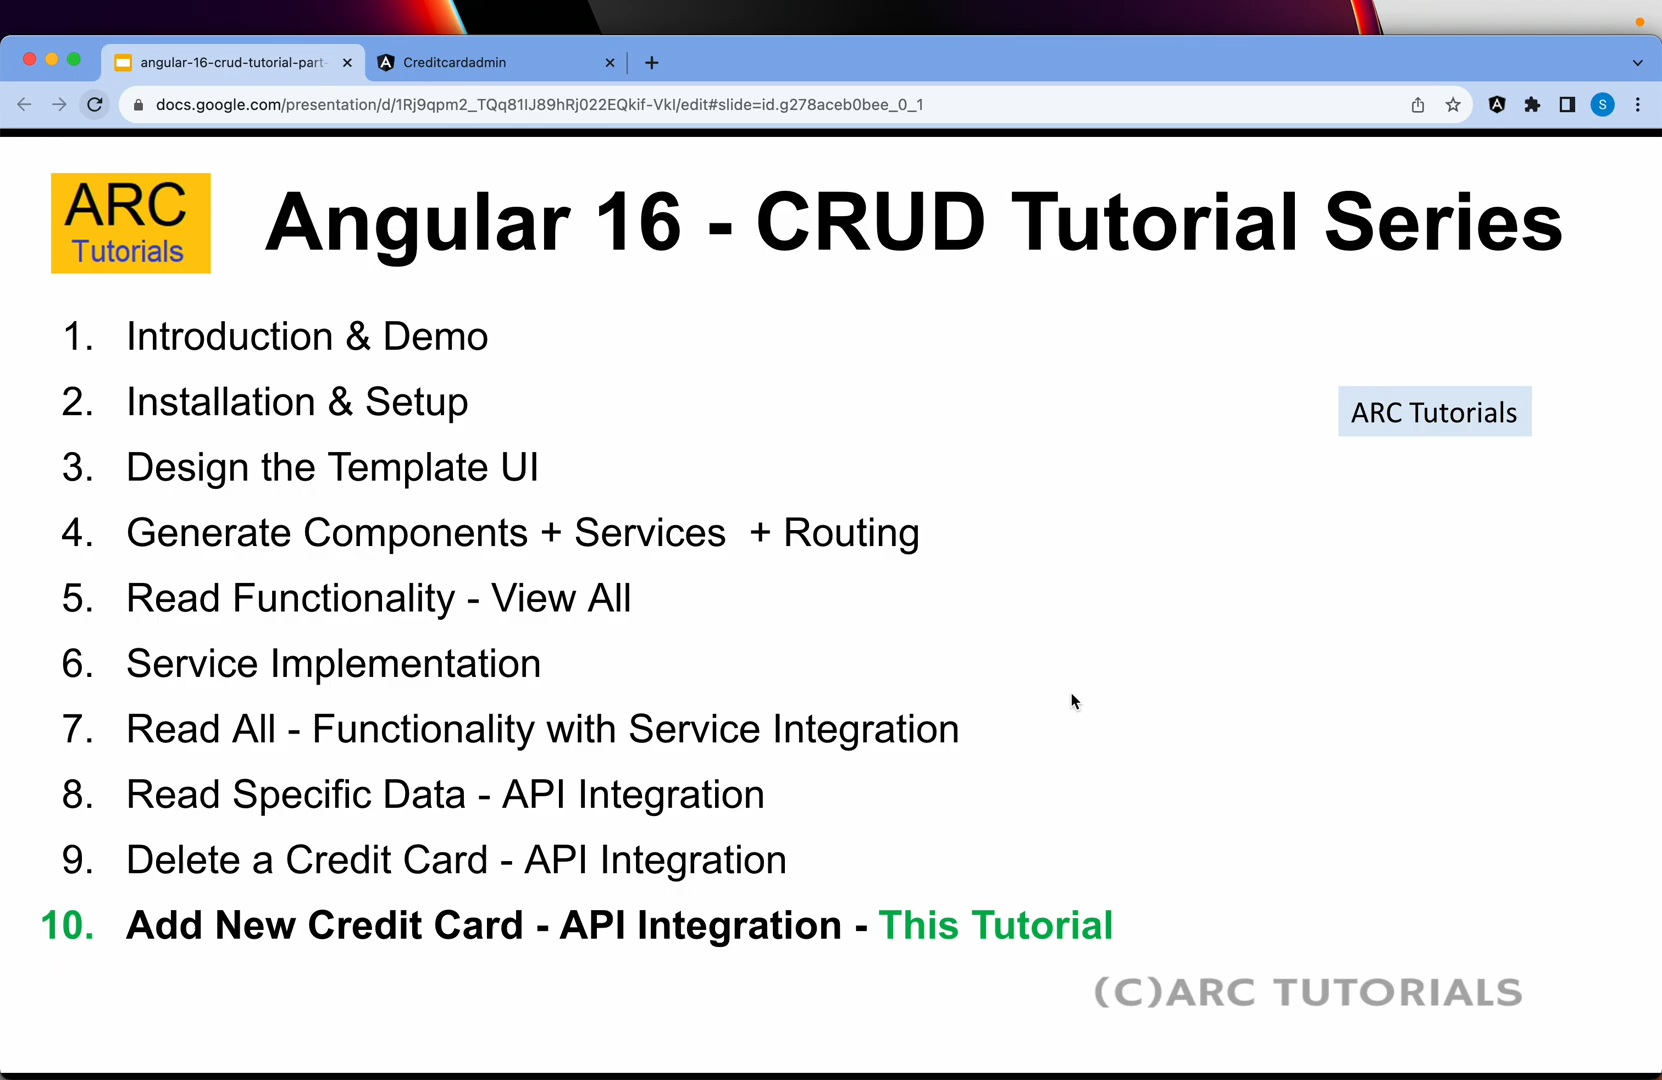 angular-16-crud-tutorial-part-
Creditcardadmin
docs.google.com/presentation/d/1Rj9qpm2_TQq81IJ89hRj022EQkif-VkI/edit#slide=id.g278aceb0bee_0_1
S
ARC
Tutorials
Angular 16 - CRUD Tutorial Series
1. Introduction & Demo
2. Installation & Setup
ARC Tutorials
3. Design the Template UI
4. Generate Components + Services + Routing
5. Read Functionality - View All
6. Service Implementation
7. Read All - Functionality with Service Integration
8. Read Specific Data - API Integration
9. Delete a Credit Card - API Integration
10. Add New Credit Card - API Integration - This Tutorial
(C)ARC TUTORIALS